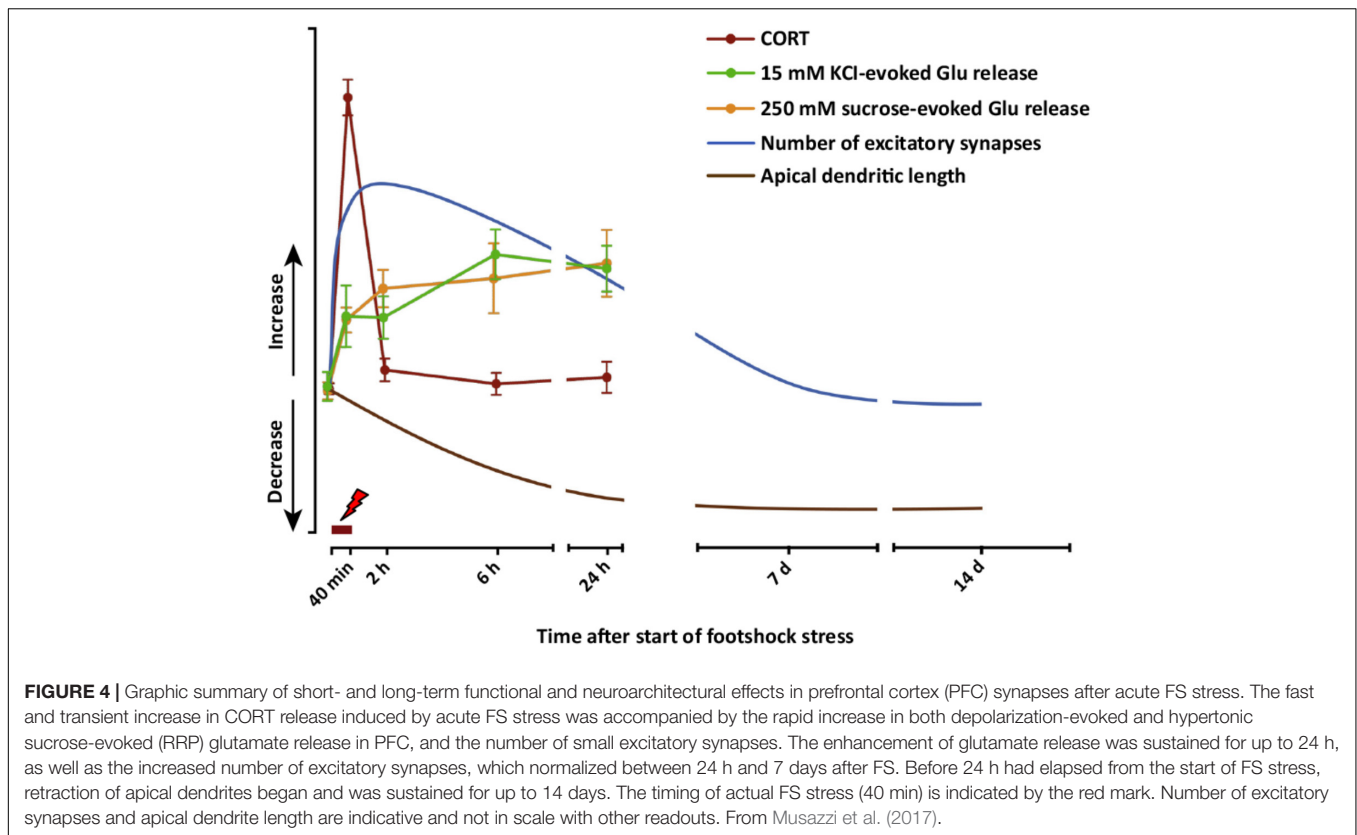 CORT
15 mM KCI-evoked Glu release
250 mM sucrose-evoked Glu release
Number of excitatory synapses
Apical dendritic length
Increase
Decrease
40 min
2 h
6 h
24 h
7 d
14 d
Time after start of footshock stress
FIGURE 4 | Graphic summary of short- and long-term functional and neuroarchitectural effects in prefrontal cortex (PFC) synapses after acute FS stress. The fast
and transient increase in CORT release induced by acute FS stress was accompanied by the rapid increase in both depolarization-evoked and hypertonic
sucrose-evoked (RRP) glutamate release in PFC, and the number of small excitatory synapses. The enhancement of glutamate release was sustained for up to 24 h,
as well as the increased number of excitatory synapses, which normalized between 24 h and 7 days after FS. Before 24 h had elapsed from the start of FS stress,
retraction of apical dendrites began and was sustained for up to 14 days. The timing of actual FS stress (40 min) is indicated by the red mark. Number of excitatory
synapses and apical dendrite length are indicative and not in scale with other readouts. From Musazzi et al. (2017).